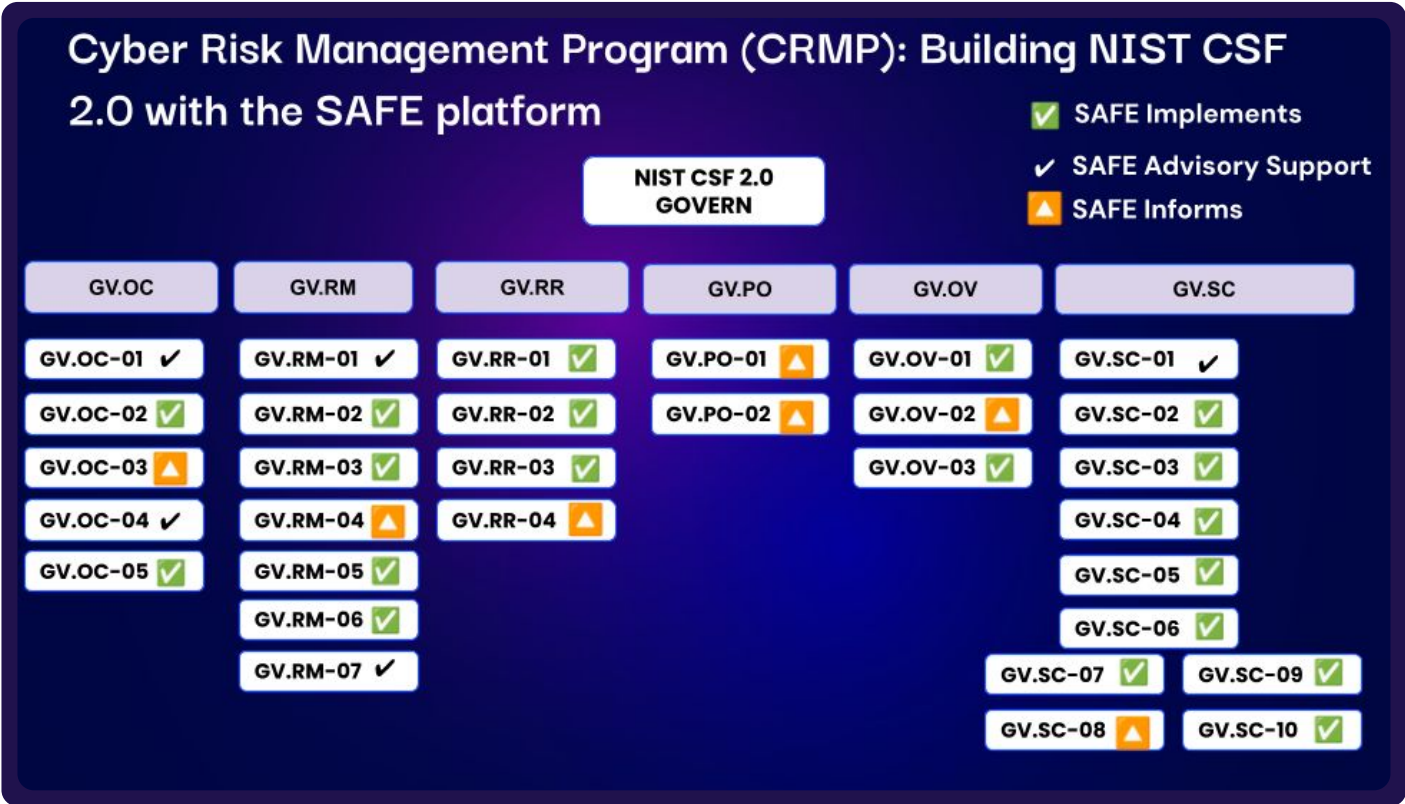 Cyber Risk Management Program (CRMP): Building NIST CSF
2.0 with the SAFE platform
✅ SAFE Implements
✔ SAFE Advisory Support
🔼 SAFE Informs
NIST CSF 2.0
GOVERN
GV.OC
GV.RM
GV.RR
GV.PO
GV.OV
GV.SC
GV.OC-01 ✔
GV.OC-02 ✅
GV.OC-03 🔼
GV.OC-04 ✔
GV.OC-05 ✅
GV.RM-01 ✔
GV.RM-02 ✅
GV.RM-03 ✅
GV.RM-04 🔼
GV.RM-05 ✅
GV.RM-06 ✅
GV.RM-07 ✔
GV.RR-01 ✅
GV.RR-02 ✅
GV.RR-03 ✅
GV.RR-04 🔼
GV.PO-01 🔼
GV.PO-02 🔼
GV.OV-01 ✅
GV.OV-02 🔼
GV.OV-03 ✅
GV.SC-01 ✔
GV.SC-02 ✅
GV.SC-03 ✅
GV.SC-04 ✅
GV.SC-05 ✅
GV.SC-06 ✅
GV.SC-07 ✅
GV.SC-08 🔼
GV.SC-09 ✅
GV.SC-10 ✅